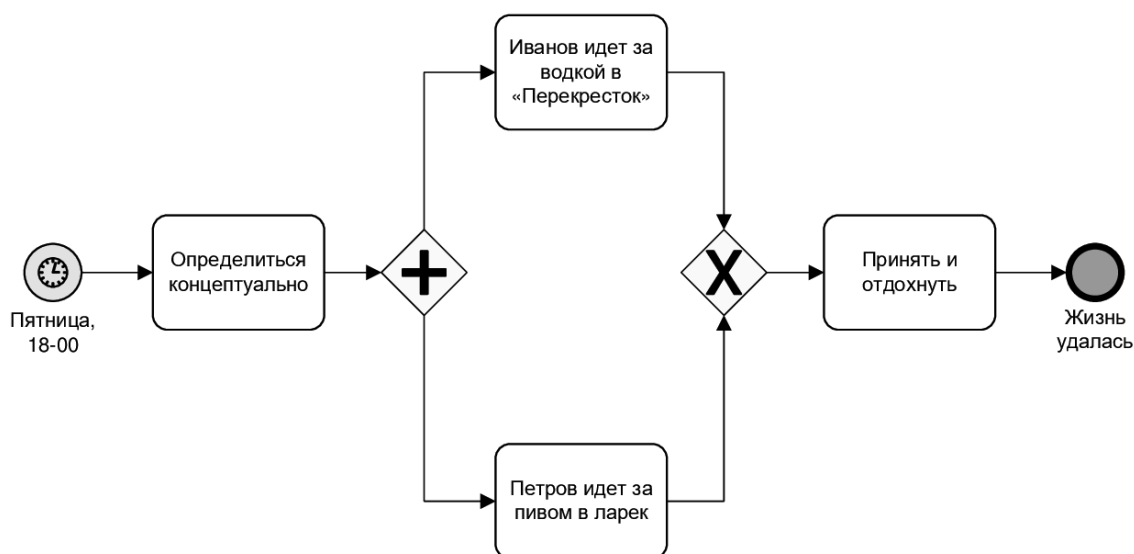 Иванов идет за
водкой в
«Перекресток»
Определиться
концептуально
Принять и
отдохнуть
Пятница,
18-00
Жизнь
удалась
Петров идет за
пивом в ларек